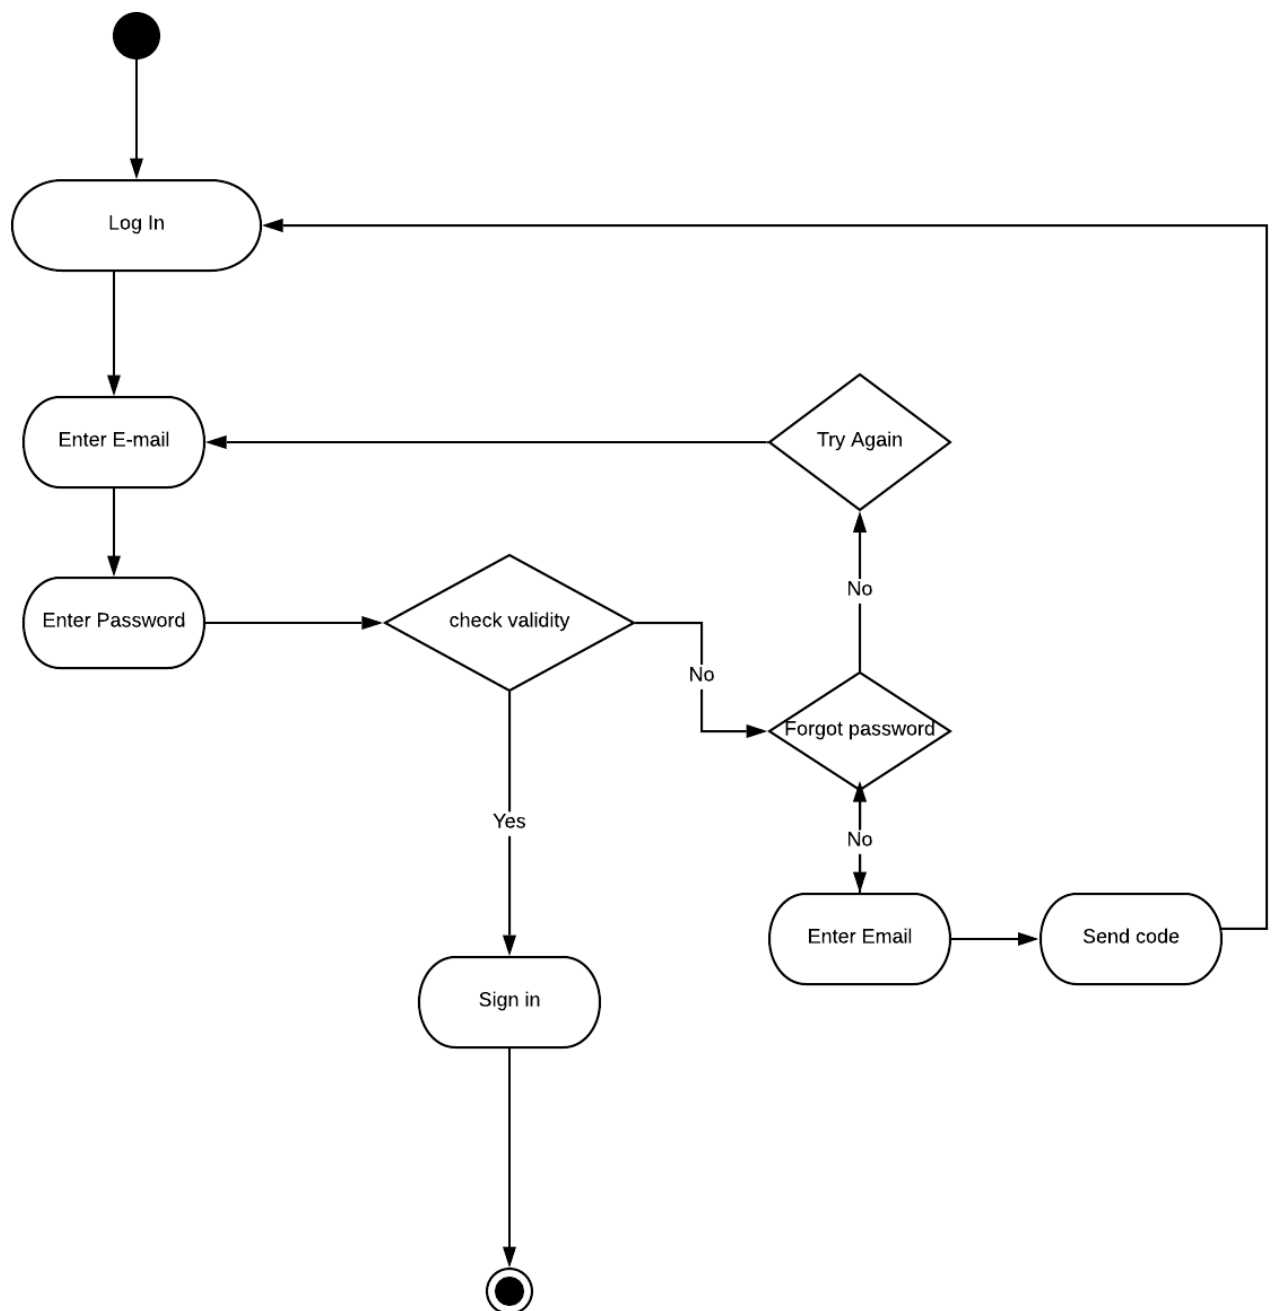 Log In
Enter E-mail
Try Again
No
Enter Password
check validity
No
Forgot password
Yes
No
Enter Email
Send code
Sign in